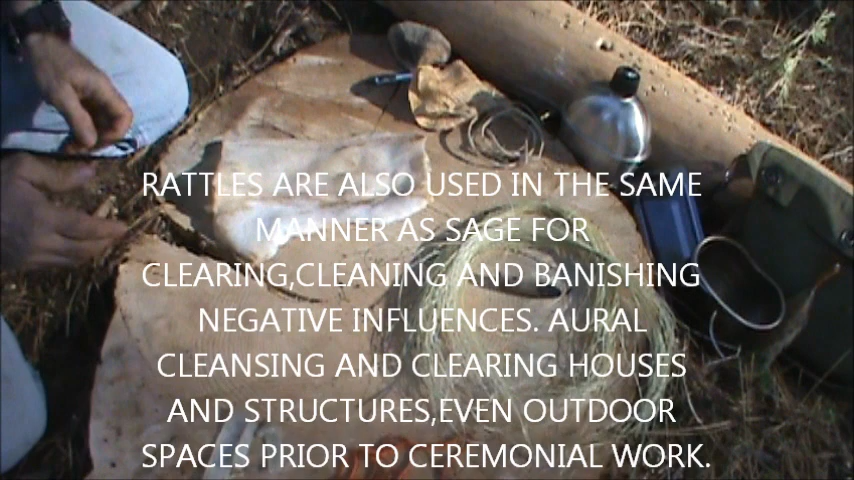 RATTLES ARE ALSO USED IN THE SAME
MANNER AS SAGE FOR
CLEARING,CLEANING AND BANISHING
NEGATIVE INFLUENCES. AURAL
CLEANSING AND CLEARING HOUSES
AND STRUCTURES,EVEN OUTDOOR
SPACES PRIOR TO CEREMONIAL WORK.